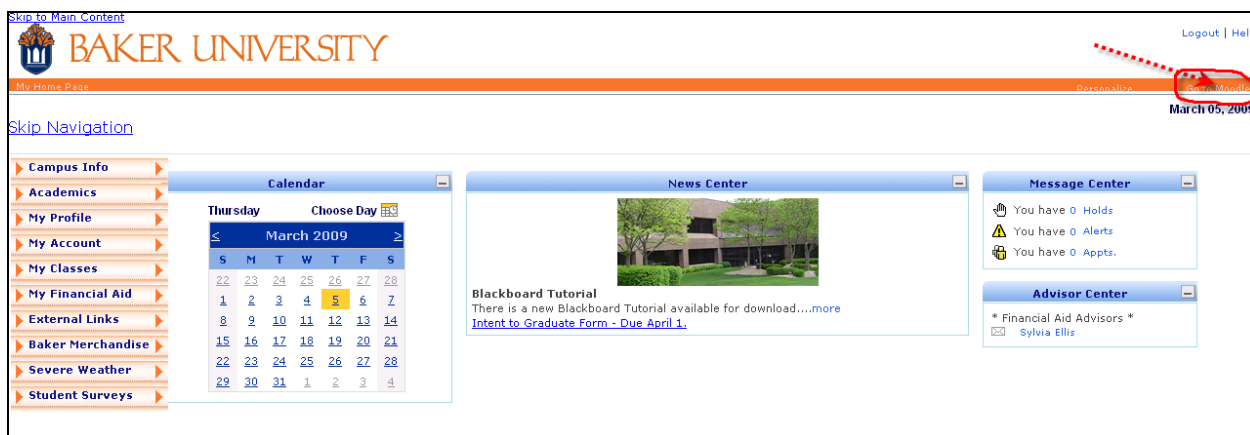 Skip to Main Content
BAKER UNIVERSITY
Logout | Hel
My Home Page
Personalize
Go to Moodle
March 05, 2009
Skip Navigation
Campus Info
Academics
My Profile
My Account
My Classes
My Financial Aid
External Links
Baker Merchandise
Severe Weather
Student Surveys
Calendar
Thursday Choose Day
< March 2009 >
S M T W T F S
22 23 24 25 26 27 28
1 2 3 4 5 6 7
8 9 10 11 12 13 14
15 16 17 18 19 20 21
22 23 24 25 26 27 28
29 30 31 1 2 3 4
News Center
Blackboard Tutorial
There is a new Blackboard Tutorial available for download....more
Intent to Graduate Form - Due April 1.
Message Center
You have 0 Holds
You have 0 Alerts
You have 0 Appts.
Advisor Center
* Financial Aid Advisors *
Sylvia Ellis